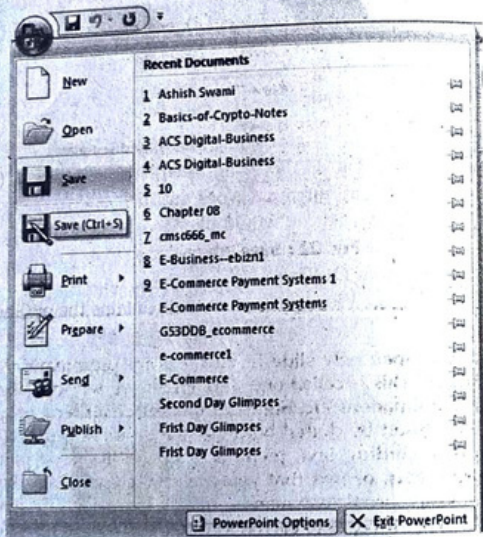 Recent Documents
New
1 Ashish Swami
2 Basics-of-Crypto-Notes
Open
3 ACS Digital-Business
4 ACS Digital-Business
Save
5 10
6 Chapter 08
Save (Ctrl+S)
7 cmsc666_mc
8 E-Business--ebizn1
Print
9 E-Commerce Payment Systems 1
E-Commerce Payment Systems
Prepare
G53DDB_ecommerce
e-commerce1
Send
E-Commerce
Second Day Glimpses
Publish
Frist Day Glimpses
Frist Day Glimpses
Close
PowerPoint Options
Exit PowerPoint